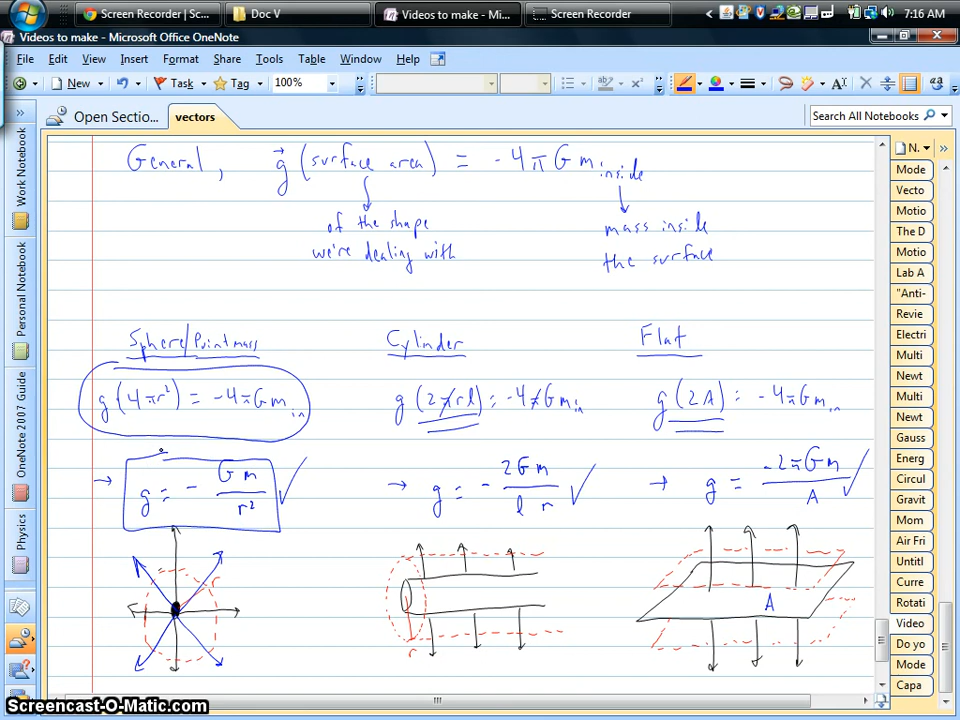 Screen Recorder | Sc...
Doc V
Videos to make - Mi...
Screen Recorder
7:16 AM
Videos to make - Microsoft Office OneNote
File Edit View Insert Format Share Tools Table Window Help
New Task Tag 100%
Open Sectio... vectors
Search All Notebooks
N.
Work Notebook
Personal Notebook
OneNote 2007 Guide
Physics
Mode
Vecto
Motio
The D
Motio
Lab A
"Anti-
Revie
Electri
Multi
Newt
Multi
Newt
Gauss
Energ
Circul
Gravit
Mom
Air Fri
Untitl
Curre
Rotati
Video
Do yo
Mode
Capa
General, g⃗ (surface area) = -4πGm inside
of the shape we're dealing with
mass inside the surface
Sphere/Point mass Cylinder Flat
g(4πr²) = -4πGm in
g(2πrl) = -4πGm in
g(2A) = -4πGm in
→ g = - Gm / r² ✓
→ g = - 2Gm / l r ✓
→ g = -2πGm / A ✓
r
r
A
Screencast-O-Matic.com